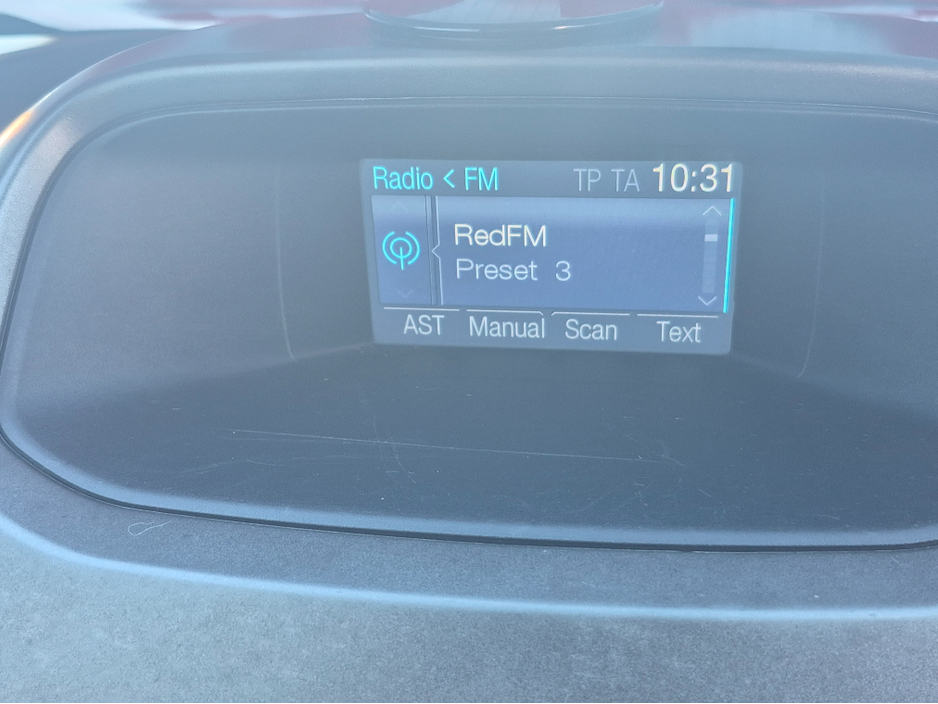 Radio < FM TP TA 10:31
RedFM
Preset 3
AST Manual Scan Text